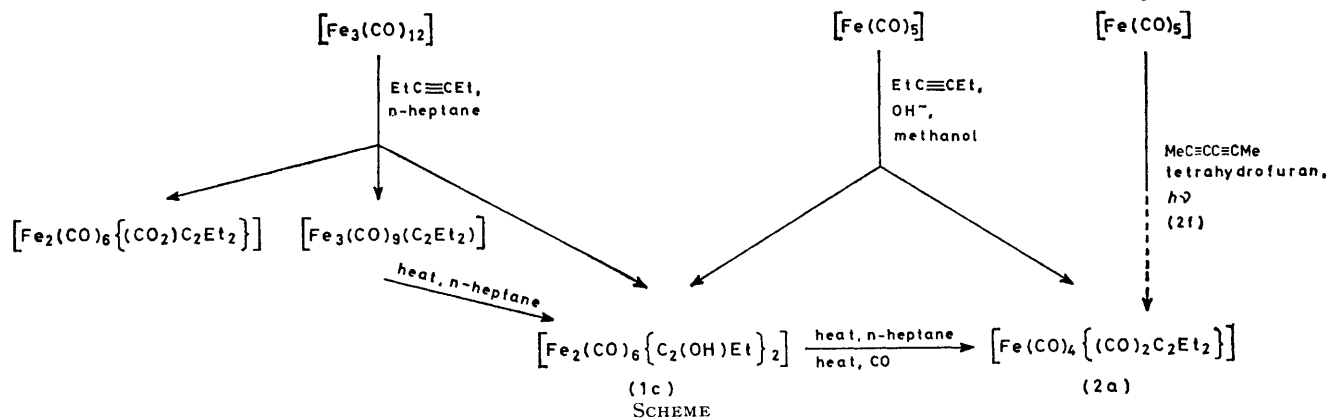 [Fe3(CO)12]
[Fe(CO)5]
[Fe(CO)5]
EtC≡CEt,
n-heptane
EtC≡CEt,
OH⁻,
methanol
MeC≡CC≡CMe
tetrahydrofuran,
hν
(21)
[Fe2(CO)6{(CO2)C2Et2}]
[Fe3(CO)9(C2Et2)]
heat, n-heptane
[Fe2(CO)6{C2(OH)Et}2]
heat, n-heptane
heat, CO
[Fe(CO)4{(CO)2C2Et2}]
(1c)
(2a)
SCHEME